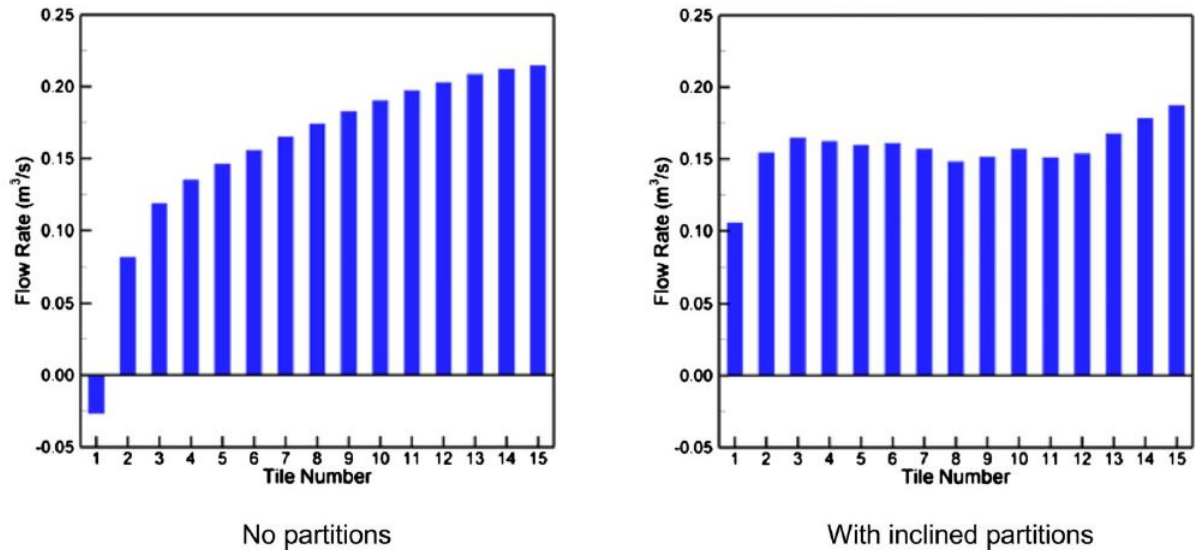 0.25
0.20
0.15
0.10
0.05
0.00
-0.05
Flow Rate (m³/s)
1 2 3 4 5 6 7 8 9 10 11 12 13 14 15
Tile Number
No partitions
0.25
0.20
0.15
0.10
0.05
0.00
-0.05
Flow Rate (m³/s)
1 2 3 4 5 6 7 8 9 10 11 12 13 14 15
Tile Number
With inclined partitions